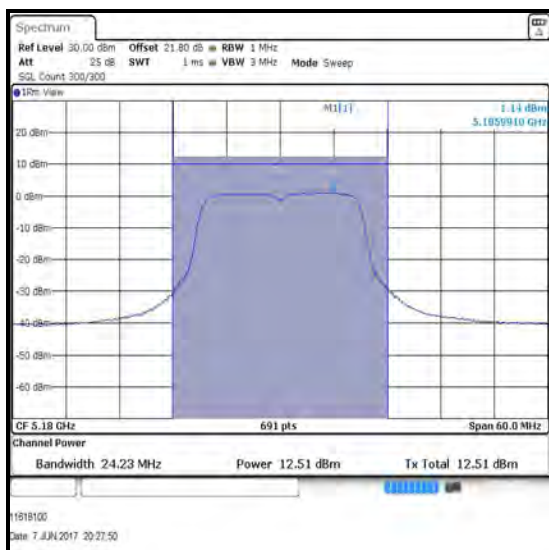 Spectrum
Ref Level 30.00 dBm Offset 21.80 dB RBW 1 MHz
Att 25 dB SWT 1 ms VBW 3 MHz Mode Sweep
SGL Count 300/300
1Rm View
M1[1] 1.14 dBm
5.1859910 GHz
20 dBm
10 dBm
0 dBm
-10 dBm
-20 dBm
-30 dBm
-40 dBm
-50 dBm
-60 dBm
CF 5.18 GHz 691 pts Span 60.0 MHz
Channel Power
Bandwidth 24.23 MHz Power 12.51 dBm Tx Total 12.51 dBm
11618100
Date: 7.JUN.2017 20:27:50